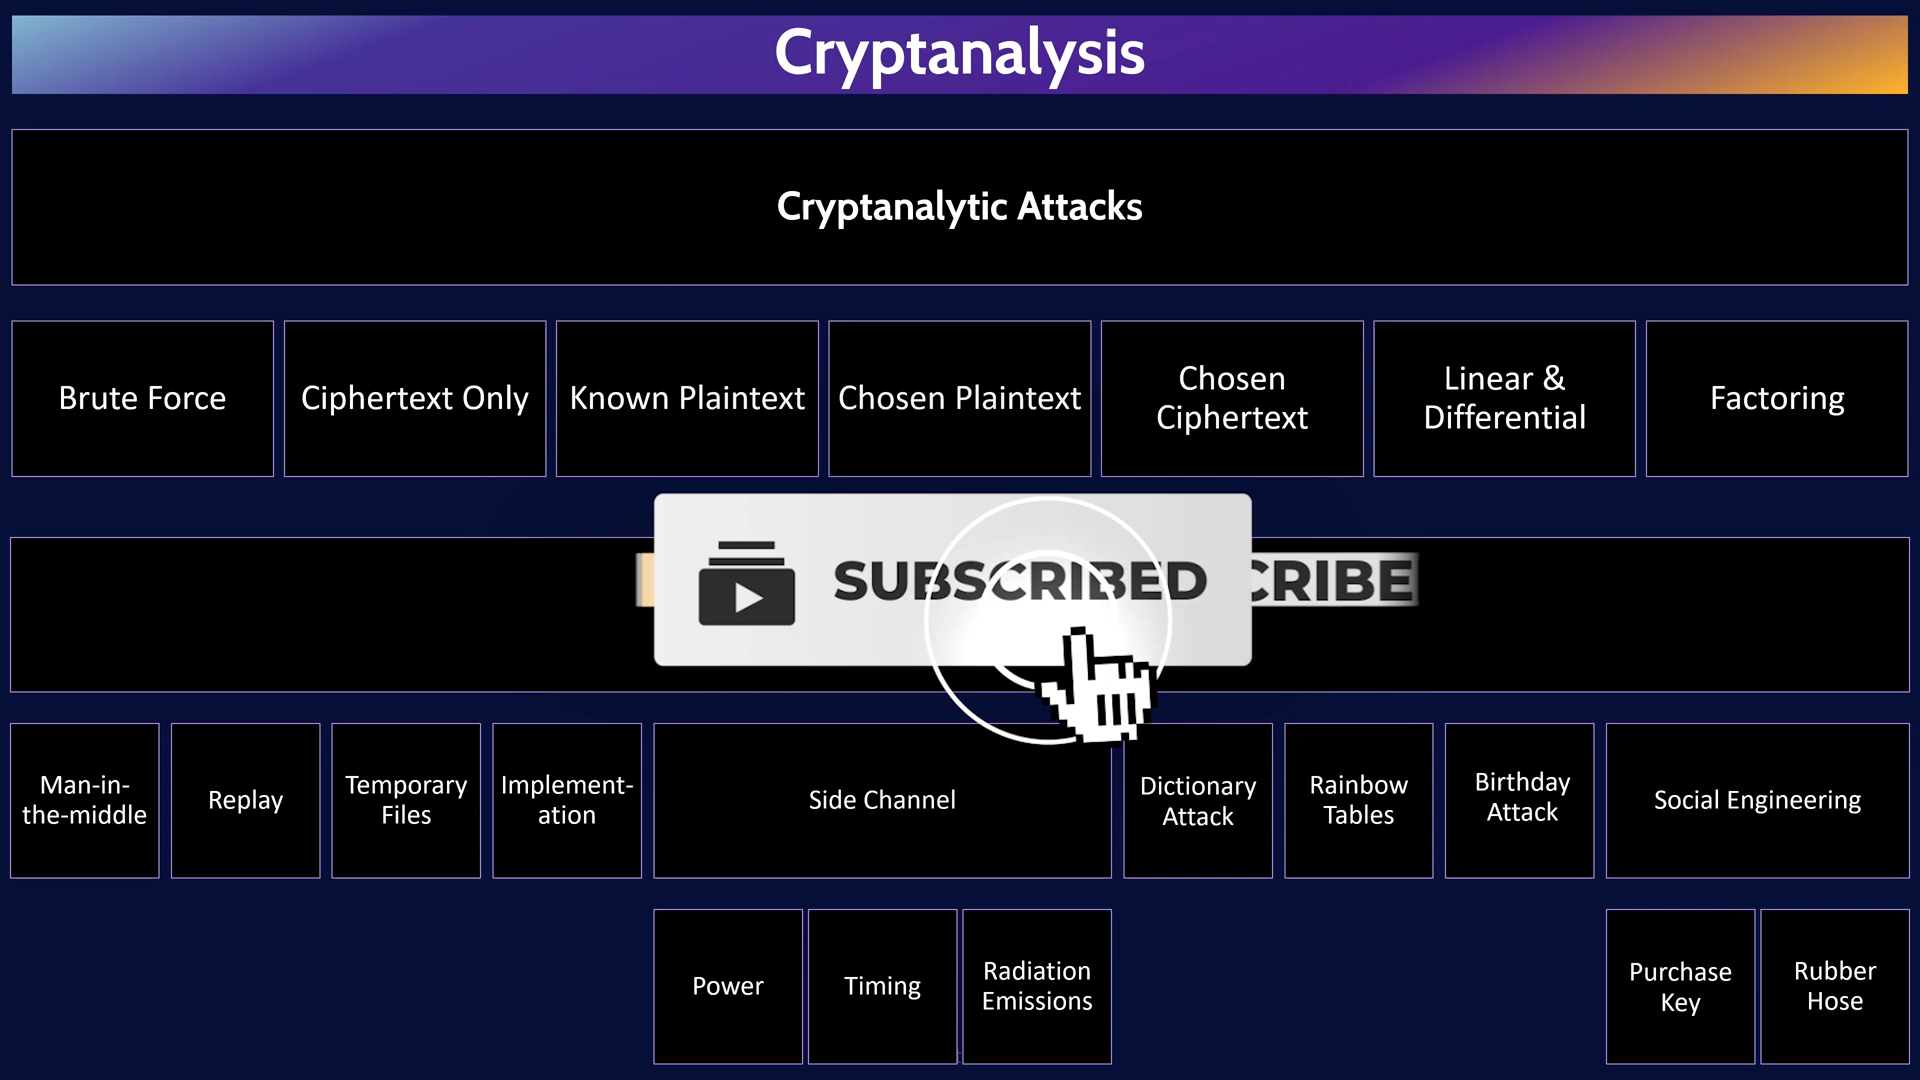 Cryptanalysis
Cryptanalytic Attacks
Brute Force
Ciphertext Only
Known Plaintext
Chosen Plaintext
Chosen
Ciphertext
Linear &
Differential
Factoring
SUBSCRIBED
CRIBE
Man-in-
the-middle
Replay
Temporary
Files
Implement-
ation
Side Channel
Dictionary
Attack
Rainbow
Tables
Birthday
Attack
Social Engineering
Power
Timing
Radiation
Emissions
Purchase
Key
Rubber
Hose